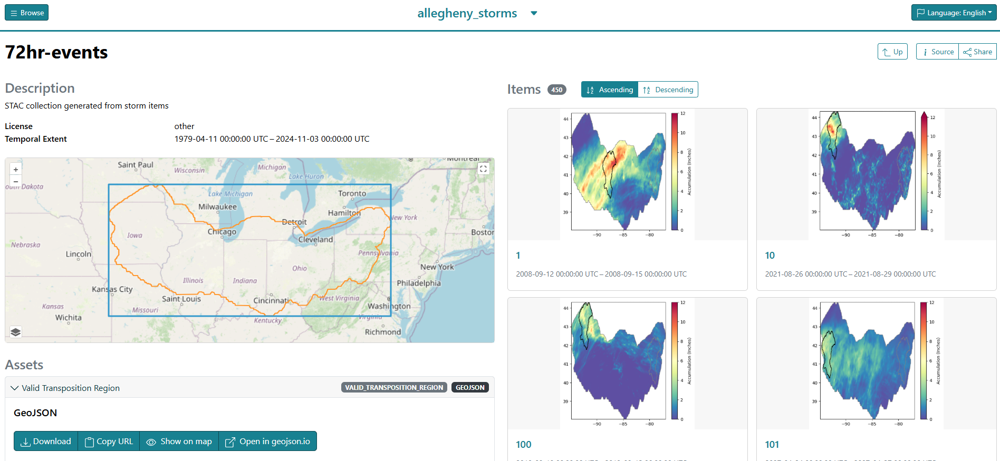 Browse
allegheny_storms
Language: English
72hr-events
Up
Source
Share
Description
STAC collection generated from storm items
License other
Temporal Extent 1979-04-11 00:00:00 UTC – 2024-11-03 00:00:00 UTC
+
−
Saint Paul
Wisconsin
Michigan
Lake Huron
Montreal
Lake Michigan
Toronto
Milwaukee
Hamilton
New York
Detroit
Chicago
Boston
Iowa
Cleveland
Nebraska
Lincoln
Pennsylvania
New York
Ohio
Illinois
Indiana
Philadelphia
Kansas City
Saint Louis
Cincinnati
West Virginia
Washington
Kansas
Missouri
Wichita
Kentucky
Virginia
Richmond
Assets
Valid Transposition Region
VALID_TRANSPOSITION_REGION
GEOJSON
GeoJSON
Download
Copy URL
Show on map
Open in geojson.io
Items 450
Ascending
Descending
44
43
42
41
40
39
−90 −85 −80
12
10
8
6
4
2
0
Accumulation (Inches)
1
2008-09-12 00:00:00 UTC – 2008-09-15 00:00:00 UTC
44
43
42
41
40
39
−90 −85 −80
12
10
8
6
4
2
0
Accumulation (Inches)
10
2021-08-26 00:00:00 UTC – 2021-08-29 00:00:00 UTC
44
43
42
41
40
39
−90 −85 −80
12
10
8
6
4
2
0
Accumulation (Inches)
100
44
43
42
41
40
39
−90 −85 −80
12
10
8
6
4
2
0
Accumulation (Inches)
101